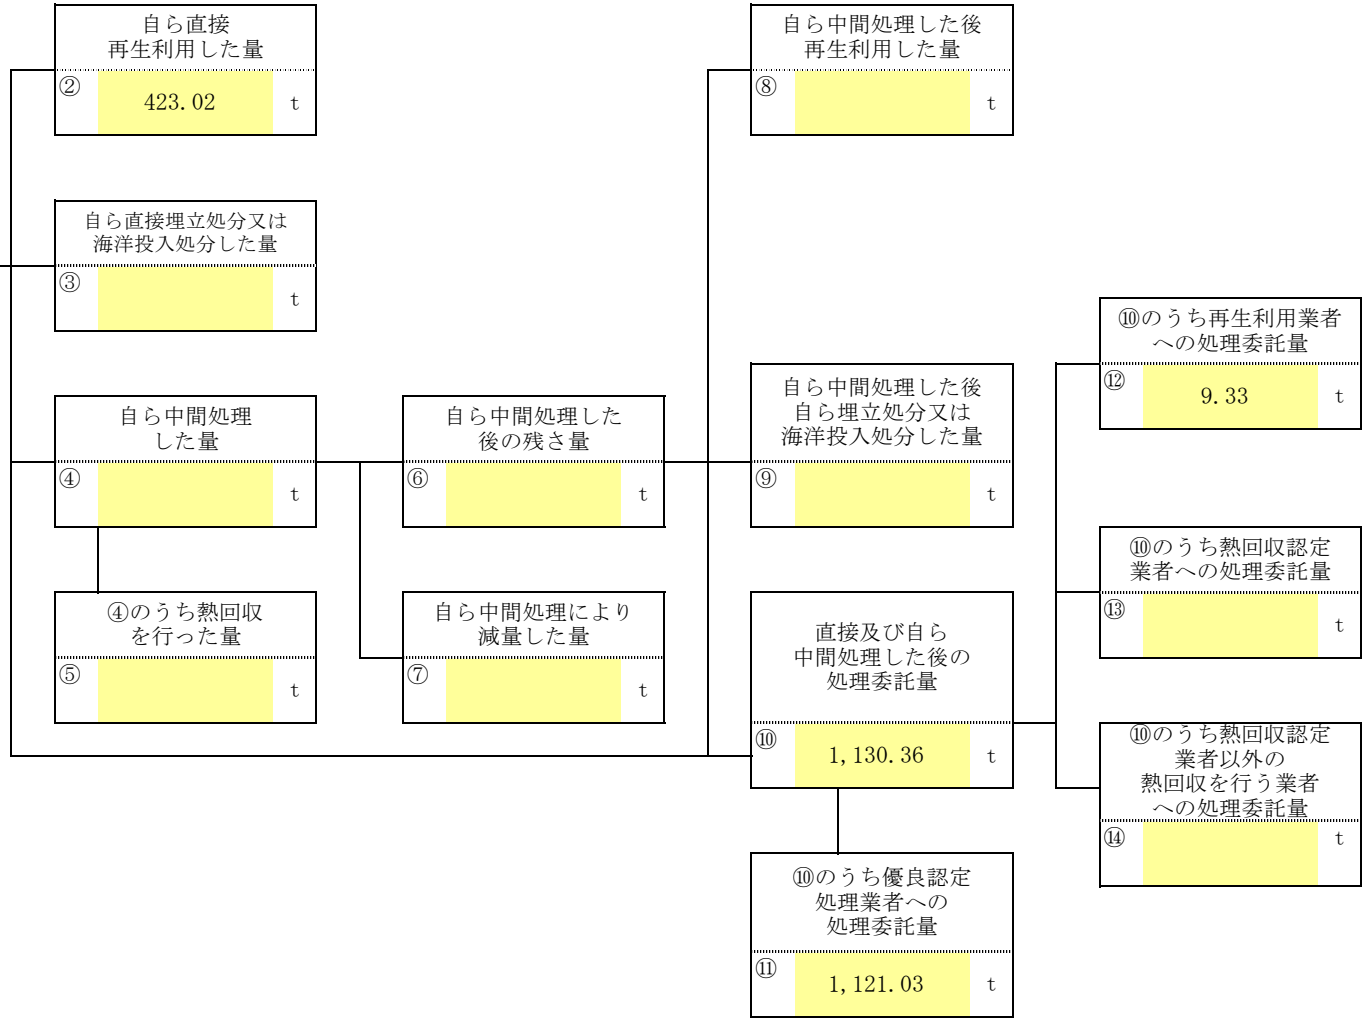 自ら直接
再生利用した量
②
423.02
t
自ら中間処理した後
再生利用した量
⑧
t
自ら直接埋立処分又は
海洋投入処分した量
③
t
⑩のうち再生利用業者
への処理委託量
⑫
9.33
t
自ら中間処理
した量
④
t
自ら中間処理した
後の残さ量
⑥
t
自ら中間処理した後
自ら埋立処分又は
海洋投入処分した量
⑨
t
⑩のうち熱回収認定
業者への処理委託量
⑬
t
④のうち熱回収
を行った量
⑤
t
自ら中間処理により
減量した量
⑦
t
直接及び自ら
中間処理した後の
処理委託量
⑩
1,130.36
t
⑩のうち熱回収認定
業者以外の
熱回収を行う業者
への処理委託量
⑭
t
⑩のうち優良認定
処理業者への
処理委託量
⑪
1,121.03
t